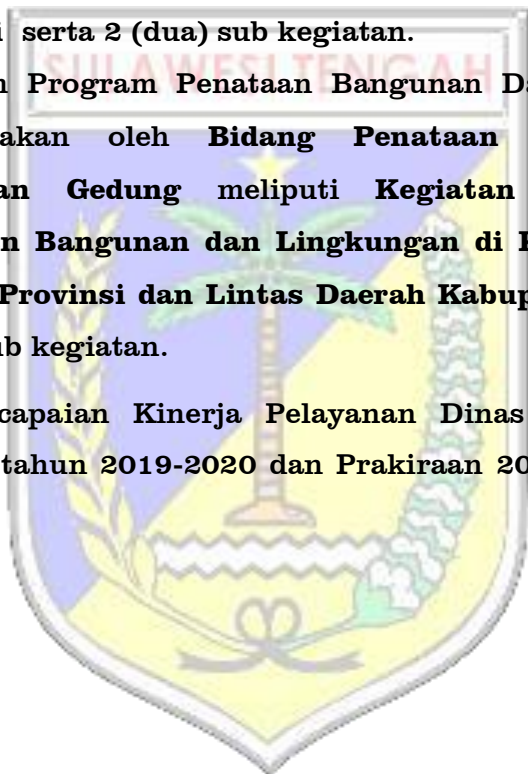 serta 2 (dua) sub kegiatan.
SULAWESI TENGAH
Program Penataan Bangunan
akan oleh Bidang Penataan
an Gedung meliputi Kegiatan
n Bangunan dan Lingkungan di
Provinsi dan Lintas Daerah Kabup
ub kegiatan.
capaian Kinerja Pelayanan Dinas
tahun 2019-2020 dan Prakiraan 20